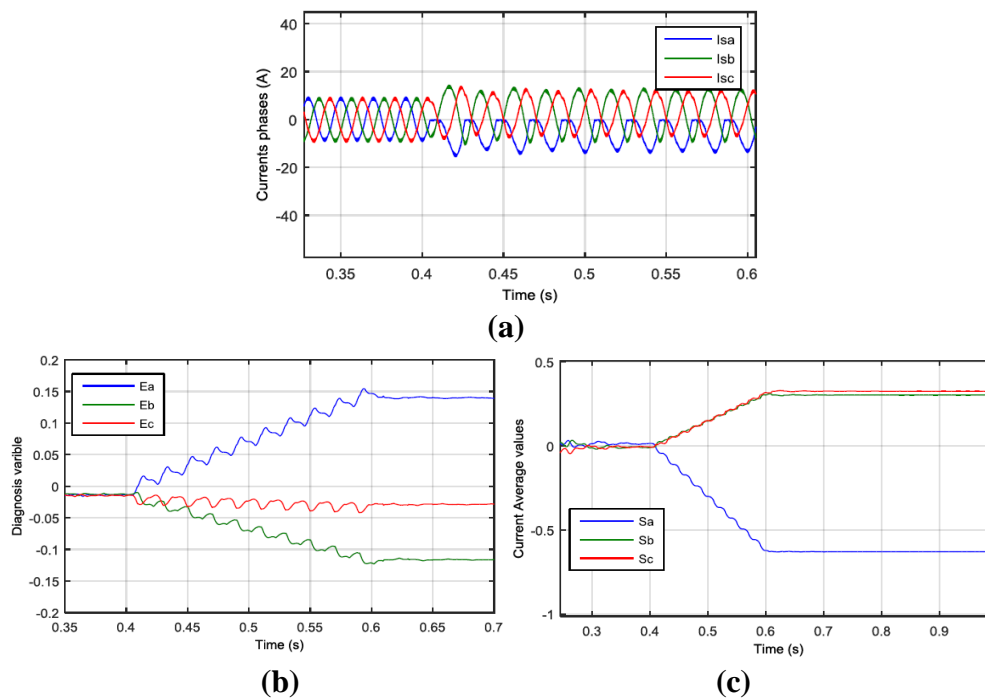 40
20
0
-20
-40
Currents phases (A)
Isa
Isb
Isc
0.35
0.4
0.45
0.5
0.55
0.6
Time (s)
(a)
0.2
0.15
0.1
0.05
0
-0.05
-0.1
-0.15
-0.2
Diagnosis varible
Ea
Eb
Ec
0.35
0.4
0.45
0.5
0.55
0.6
0.65
0.7
Time (s)
(b)
0.5
0
-0.5
-1
Current Average values
Sa
Sb
Sc
0.3
0.4
0.5
0.6
0.7
0.8
0.9
Time (s)
(c)